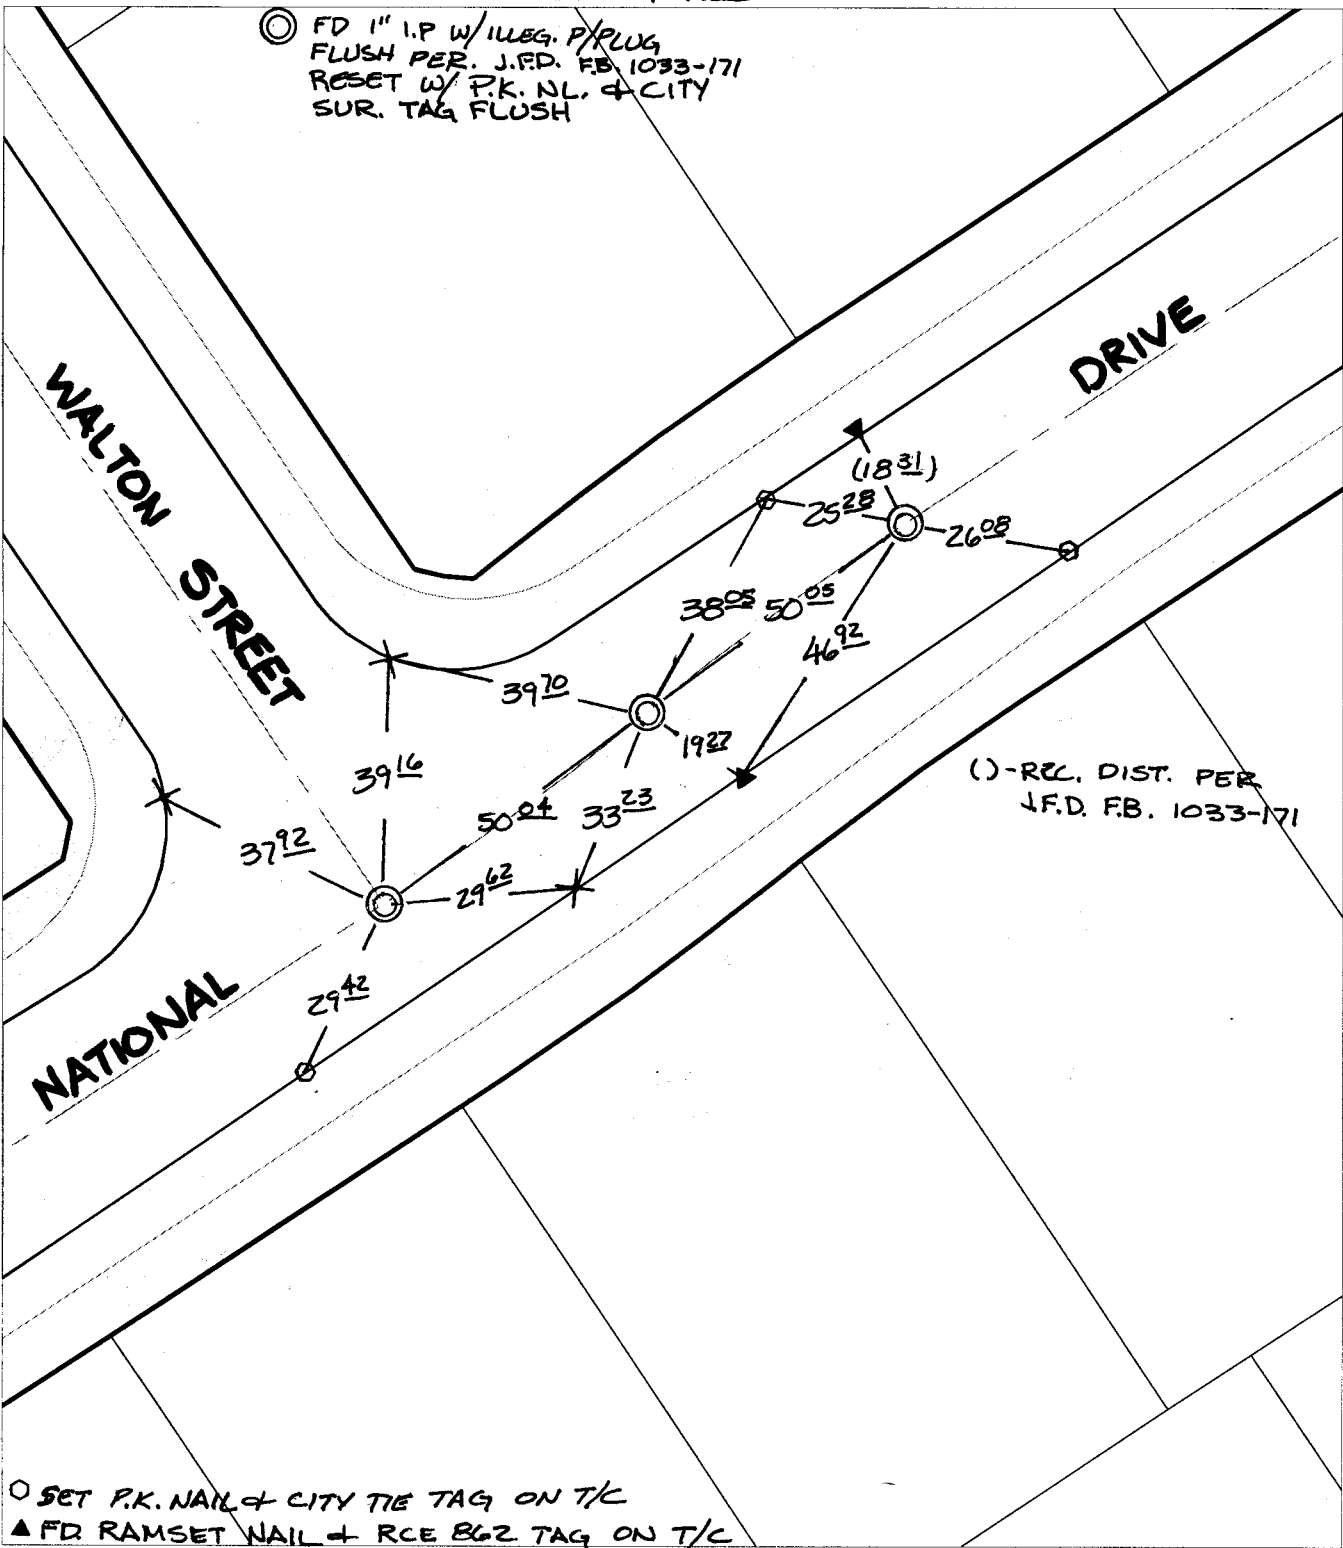 FD 1" I.P W/ ILLEG. P/PLUG
FLUSH PER. J.F.D. F.B. 1033-171
RESET W/ P.K. NL. & CITY
SUR. TAG FLUSH
WALTON STREET
DRIVE
(18 31)
25 28
26 08
38 05
50 05
46 92
39 70
19 27
39 16
50 04
33 23
37 92
29 62
29 42
()-REC. DIST. PER
J.F.D. F.B. 1033-171
NATIONAL
SET P.K. NAIL & CITY TIE TAG ON T/C
FD. RAMSET NAIL & RCE 862 TAG ON T/C